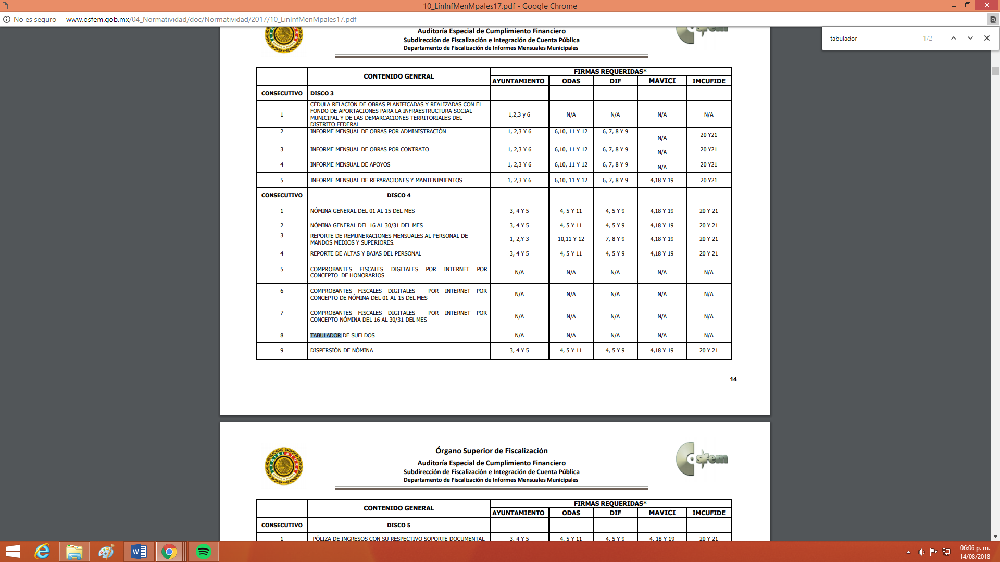 10_LinInfMenMpales17.pdf - Google Chrome
No es seguro | www.osfem.gob.mx/04_Normatividad/doc/Normatividad/2017/10_LinInfMenMpales17.pdf
tabulador 1/2
Auditoría Especial de Cumplimiento Financiero
Subdirección de Fiscalización e Integración de Cuenta Pública
Departamento de Fiscalización de Informes Mensuales Municipales
CONTENIDO GENERAL FIRMAS REQUERIDAS*
AYUNTAMIENTO ODAS DIF MAVICI IMCUFIDE
CONSECUTIVO DISCO 3
1 CÉDULA RELACIÓN DE OBRAS PLANIFICADAS Y REALIZADAS CON EL
FONDO DE APORTACIONES PARA LA INFRAESTRUCTURA SOCIAL
MUNICIPAL Y DE LAS DEMARCACIONES TERRITORIALES DEL
DISTRITO FEDERAL 1,2,3 y 6 N/A N/A N/A N/A
2 INFORME MENSUAL DE OBRAS POR ADMINISTRACIÓN 1, 2,3 Y 6 6,10, 11 Y 12 6, 7, 8 Y 9 N/A 20 Y21
3 INFORME MENSUAL DE OBRAS POR CONTRATO 1, 2,3 Y 6 6,10, 11 Y 12 6, 7, 8 Y 9 N/A 20 Y21
4 INFORME MENSUAL DE APOYOS 1, 2,3 Y 6 6,10, 11 Y 12 6, 7, 8 Y 9 N/A 20 Y21
5 INFORME MENSUAL DE REPARACIONES Y MANTENIMIENTOS 1, 2,3 Y 6 6,10, 11 Y 12 6, 7, 8 Y 9 4,18 Y 19 20 Y21
CONSECUTIVO DISCO 4
1 NÓMINA GENERAL DEL 01 AL 15 DEL MES 3, 4 Y 5 4, 5 Y 11 4, 5 Y 9 4,18 Y 19 20 Y 21
2 NÓMINA GENERAL DEL 16 AL 30/31 DEL MES 3, 4 Y 5 4, 5 Y 11 4, 5 Y 9 4,18 Y 19 20 Y 21
3 REPORTE DE REMUNERACIONES MENSUALES AL PERSONAL DE
MANDOS MEDIOS Y SUPERIORES. 1, 2,Y 3 10,11 Y 12 7, 8 Y 9 4,18 Y 19 20 Y 21
4 REPORTE DE ALTAS Y BAJAS DEL PERSONAL 3, 4 Y 5 4, 5 Y 11 4, 5 Y 9 4,18 Y 19 20 Y 21
5 COMPROBANTES FISCALES DIGITALES POR INTERNET POR
CONCEPTO DE HONORARIOS N/A N/A N/A N/A N/A
6 COMPROBANTES FISCALES DIGITALES POR INTERNET POR
CONCEPTO DE NÓMINA DEL 01 AL 15 DEL MES N/A N/A N/A N/A N/A
7 COMPROBANTES FISCALES DIGITALES POR INTERNET POR
CONCEPTO NÓMINA DEL 16 AL 30/31 DEL MES N/A N/A N/A N/A N/A
8 TABULADOR DE SUELDOS N/A N/A N/A N/A N/A
9 DISPERSIÓN DE NÓMINA 3, 4 Y 5 4, 5 Y 11 4, 5 Y 9 4,18 Y 19 20 Y 21
14
Órgano Superior de Fiscalización
Auditoría Especial de Cumplimiento Financiero
Subdirección de Fiscalización e Integración de Cuenta Pública
Departamento de Fiscalización de Informes Mensuales Municipales
osfem
CONTENIDO GENERAL FIRMAS REQUERIDAS*
AYUNTAMIENTO ODAS DIF MAVICI IMCUFIDE
CONSECUTIVO DISCO 5
1 PÓLIZA DE INGRESOS CON SU RESPECTIVO SOPORTE DOCUMENTAL 3, 4 Y 5 4, 5 Y 11 4, 5 Y 9 4, 18 Y 19 20 Y 21
06:06 p. m.
14/08/2018